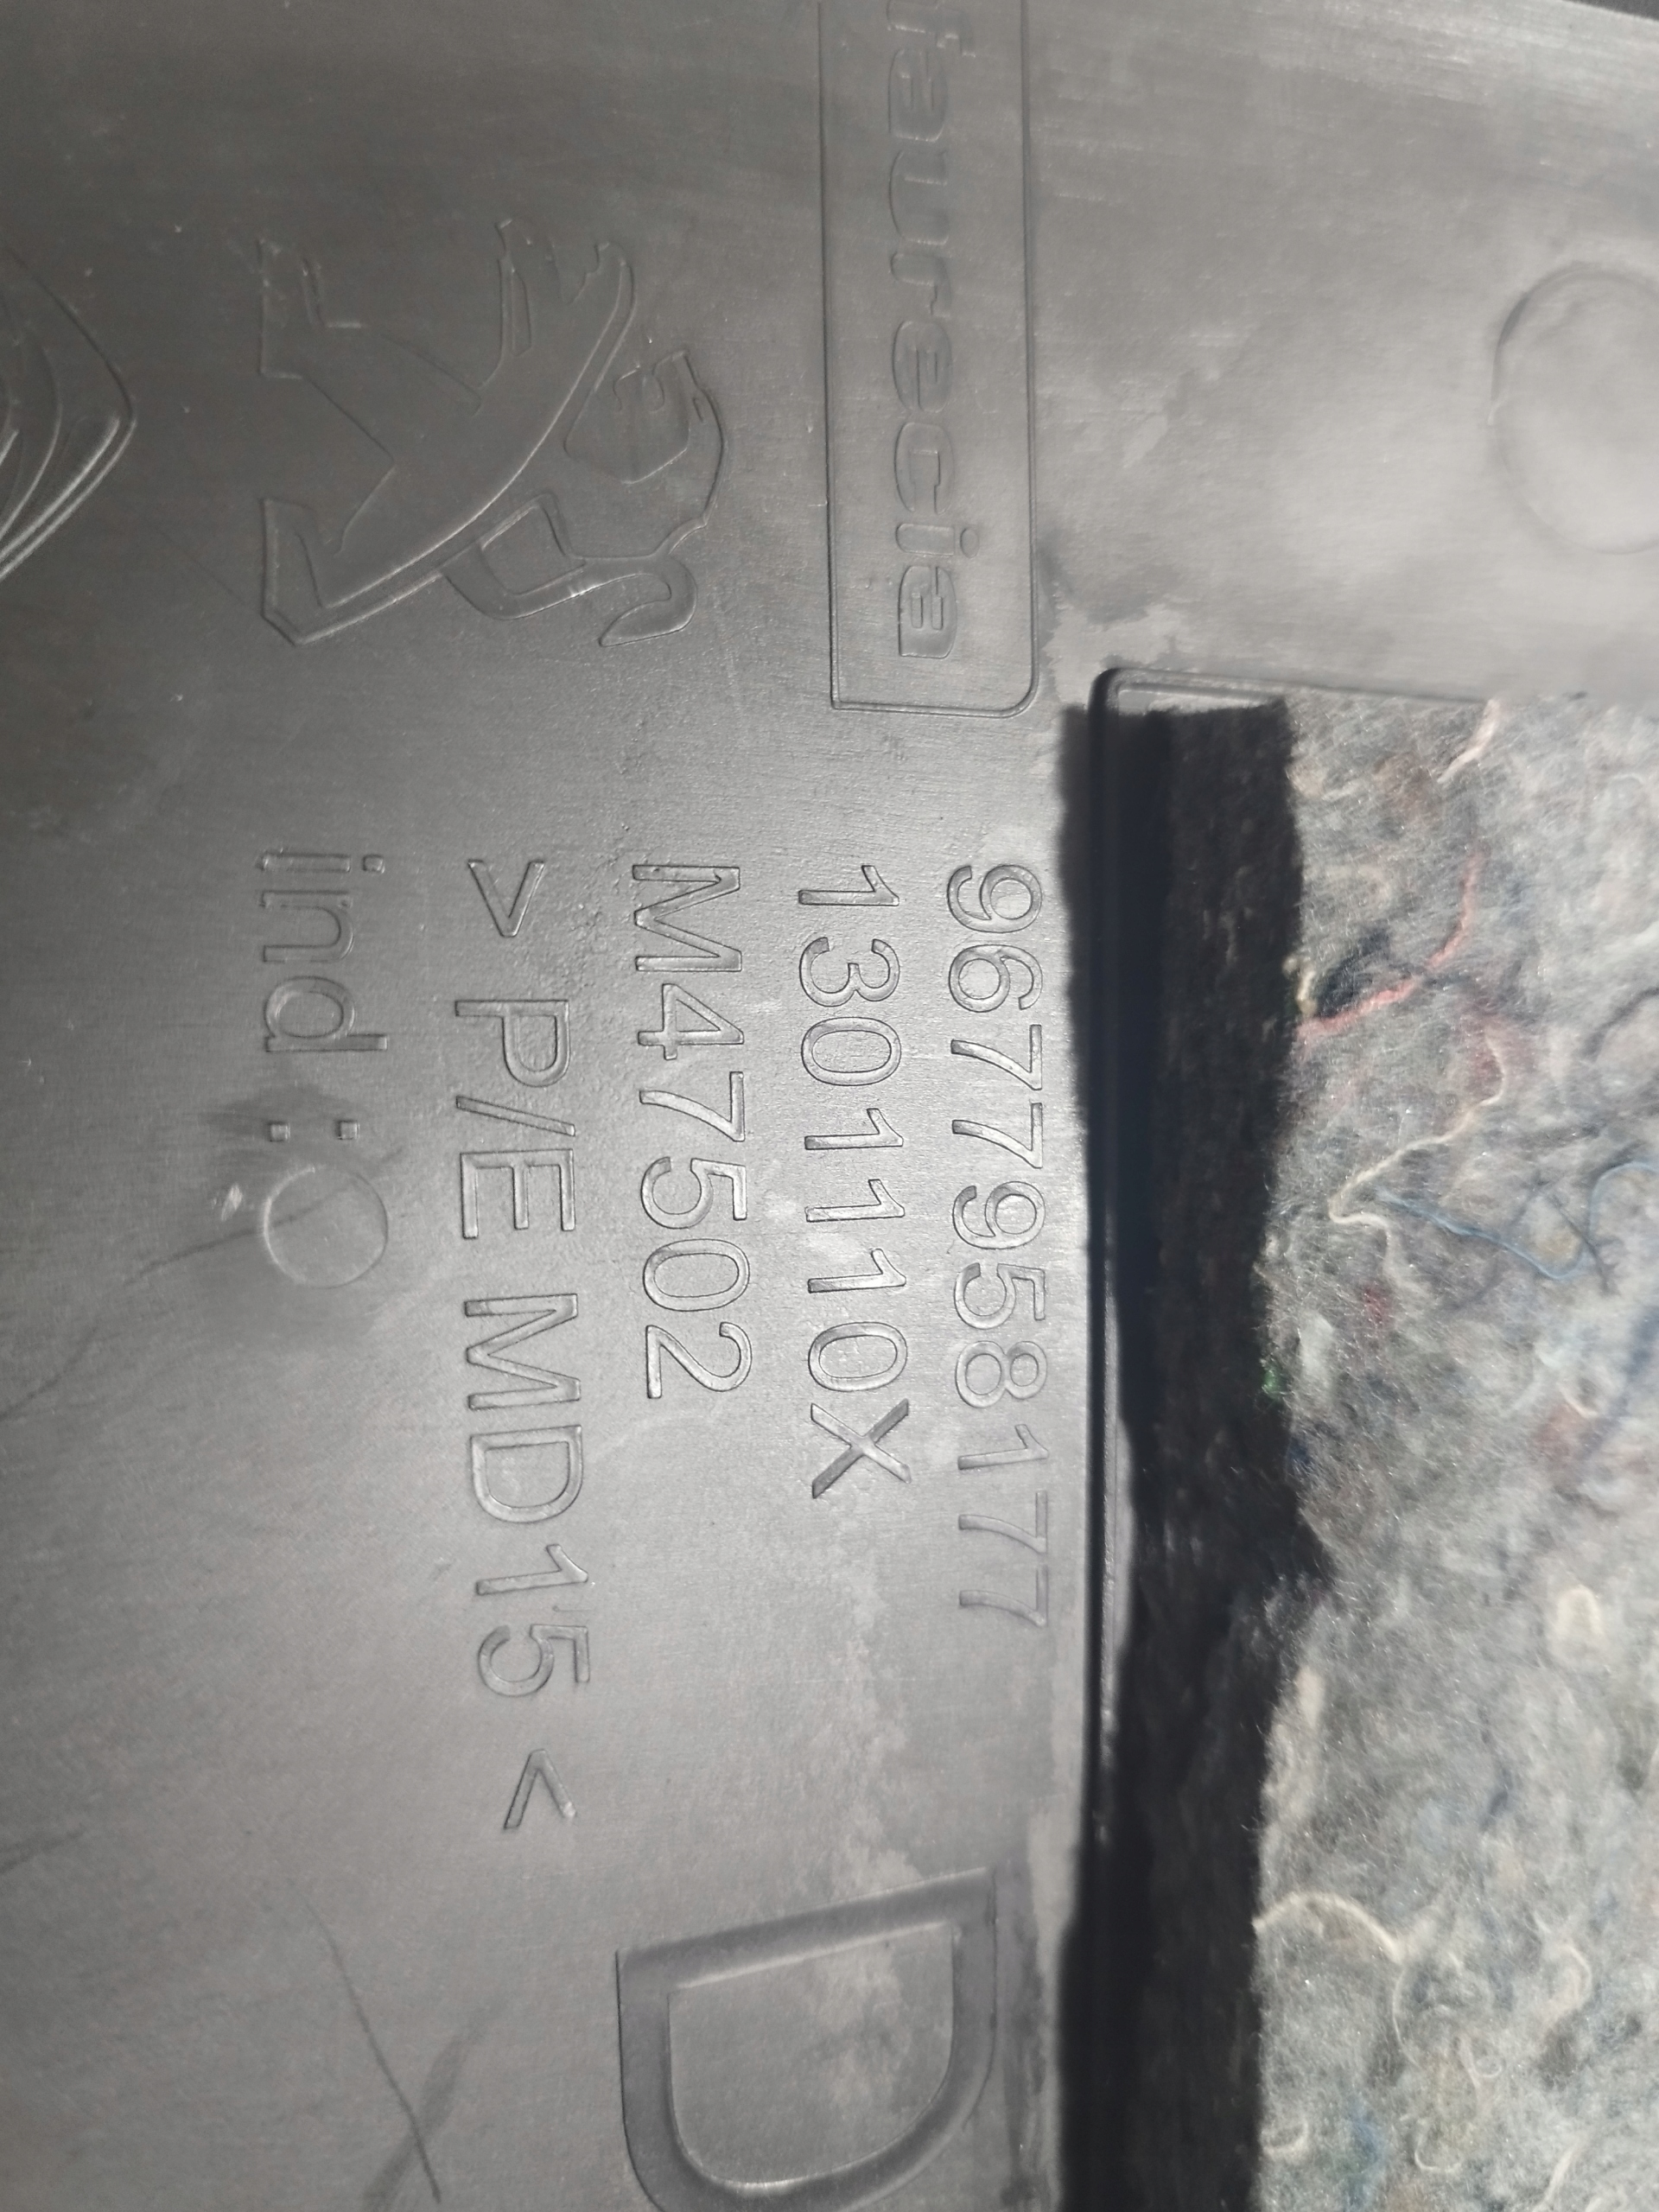 faurecia
9677958177
1301110X
M47502
> P/E MD15 <
ind :
D